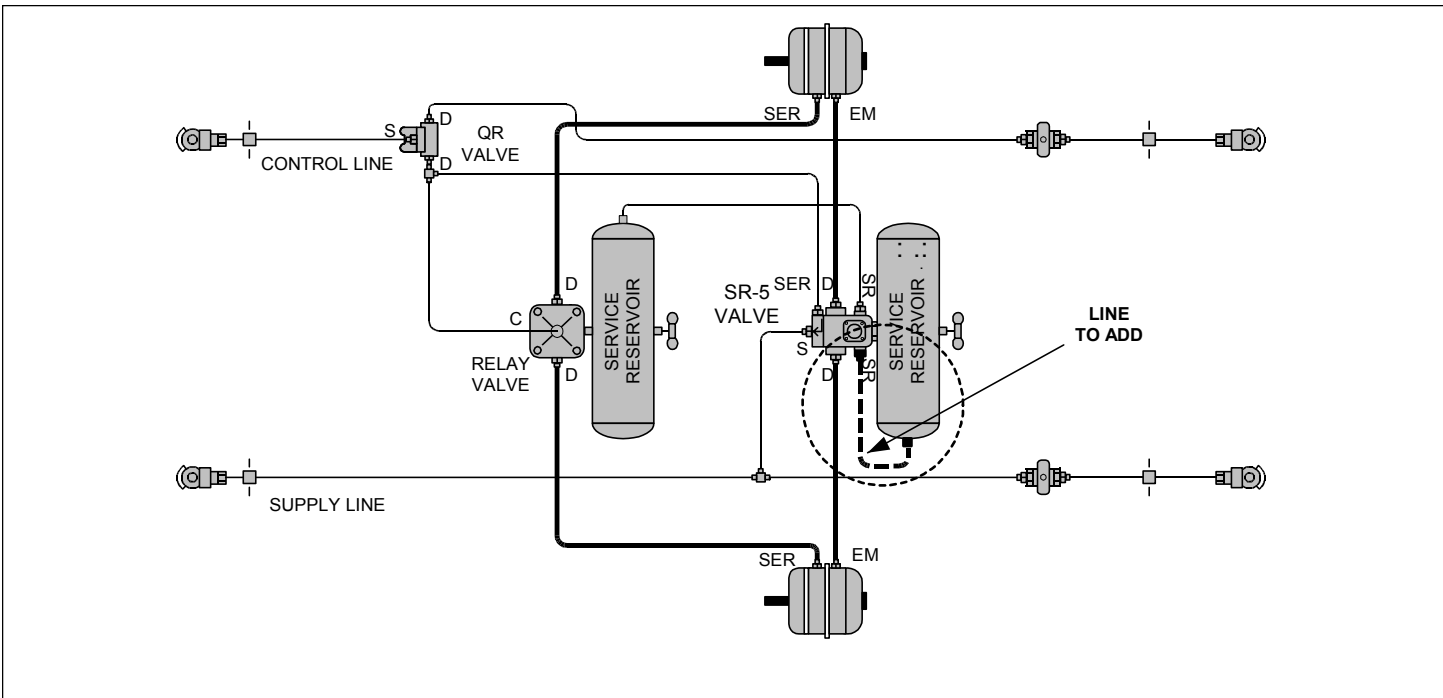 SER
EM
S
D
QR
VALVE
D
CONTROL LINE
D
SERVICE
RESERVOIR
SER
D
SR
SR-5
VALVE
SERVICE
RESERVOIR
LINE
TO ADD
C
S
RELAY
VALVE
D
D
SR
SUPPLY LINE
SER
EM